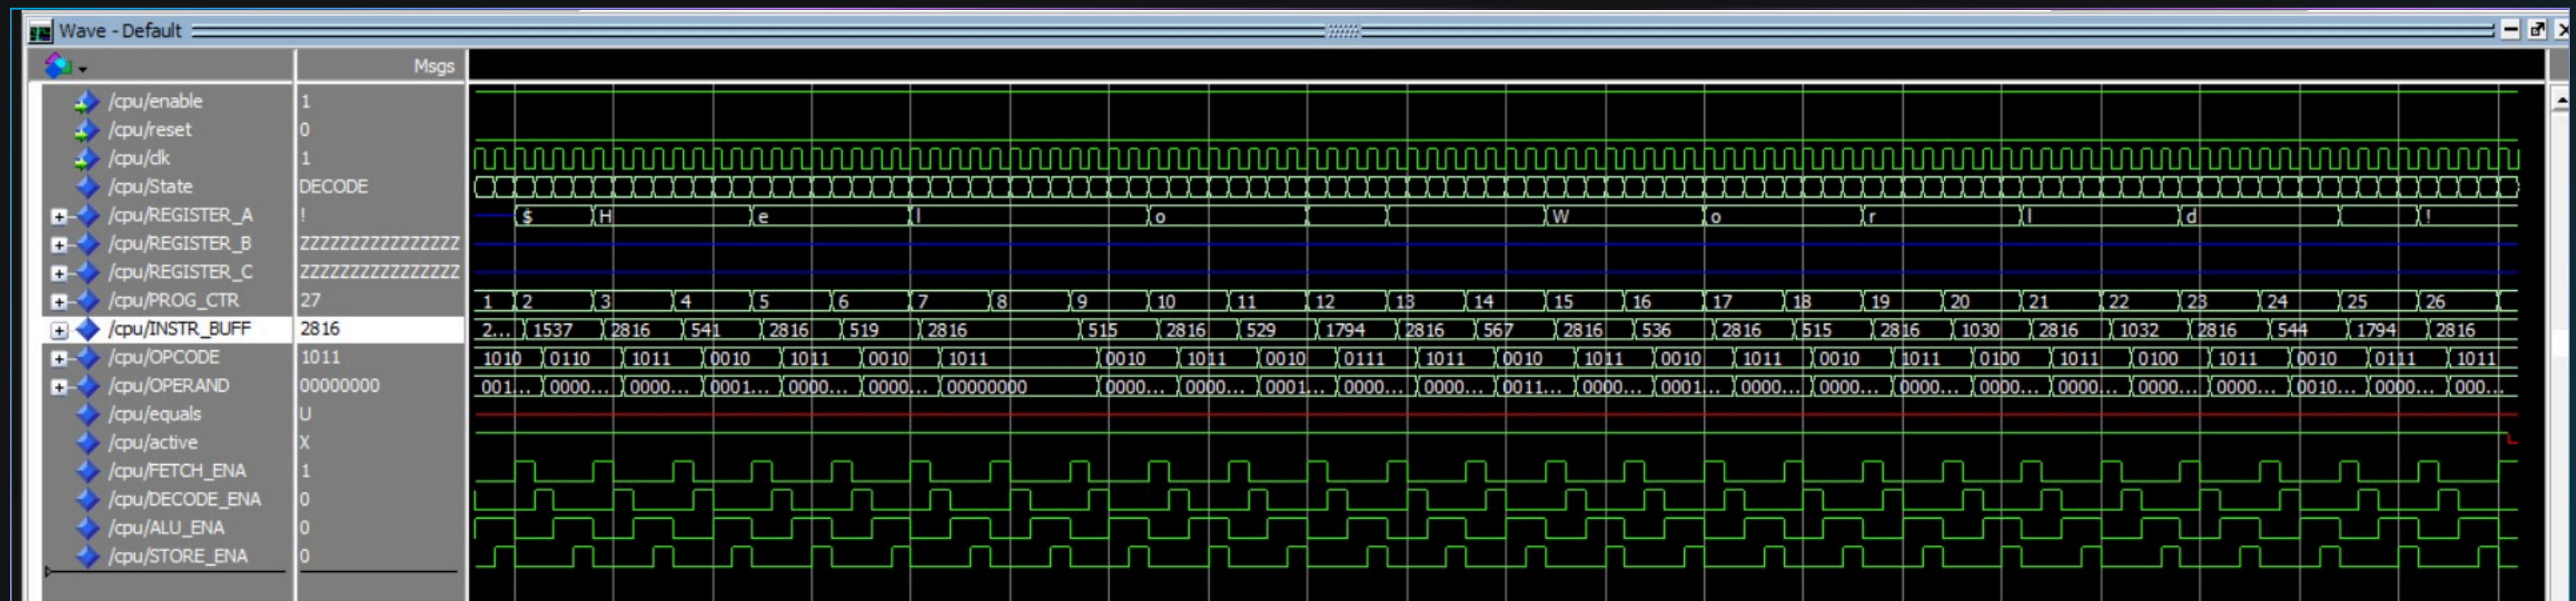 Wave - Default
Msgs
/cpu/enable 1
/cpu/reset 0
/cpu/clk 1
/cpu/State DECODE
/cpu/REGISTER_A ! $ H e l o W o r l d !
/cpu/REGISTER_B ZZZZZZZZZZZZZZZZ
/cpu/REGISTER_C ZZZZZZZZZZZZZZZZ
/cpu/PROG_CTR 27 1 2 3 4 5 6 7 8 9 10 11 12 13 14 15 16 17 18 19 20 21 22 23 24 25 26
/cpu/INSTR_BUFF 2816 2... 1537 2816 541 2816 519 2816 515 2816 529 1794 2816 567 2816 536 2816 515 2816 1030 2816 1032 2816 544 1794 2816
/cpu/OPCODE 1011 1010 0110 1011 0010 1011 0010 1011 0010 1011 0010 0111 1011 0010 1011 0010 1011 0010 1011 0100 1011 0100 1011 0010 0111 1011
/cpu/OPERAND 00000000 001... 0000... 0000... 0001... 0000... 0000... 00000000 0000... 0000... 0001... 0000... 0000... 0011... 0000... 0001... 0000... 0000... 0000... 0000... 0000... 0000... 0000... 0010... 0000... 000...
/cpu/equals U
/cpu/active X
/cpu/FETCH_ENA 1
/cpu/DECODE_ENA 0
/cpu/ALU_ENA 0
/cpu/STORE_ENA 0